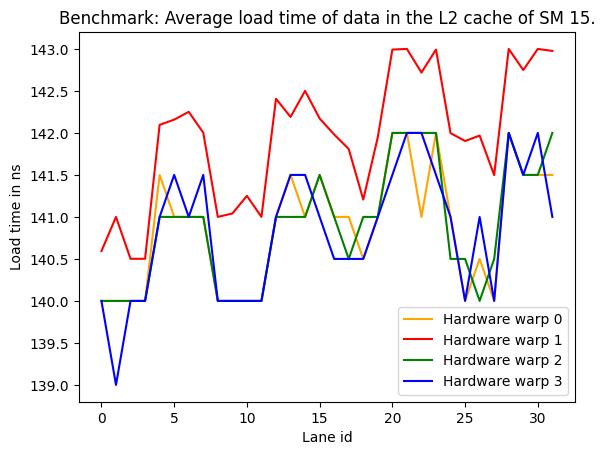 Benchmark: Average load time of data in the L2 cache of SM 15.
143.0
142.5
142.0
141.5
141.0
140.5
140.0
139.5
139.0
Load time in ns
Hardware warp 0
Hardware warp 1
Hardware warp 2
Hardware warp 3
0 5 10 15 20 25 30
Lane id